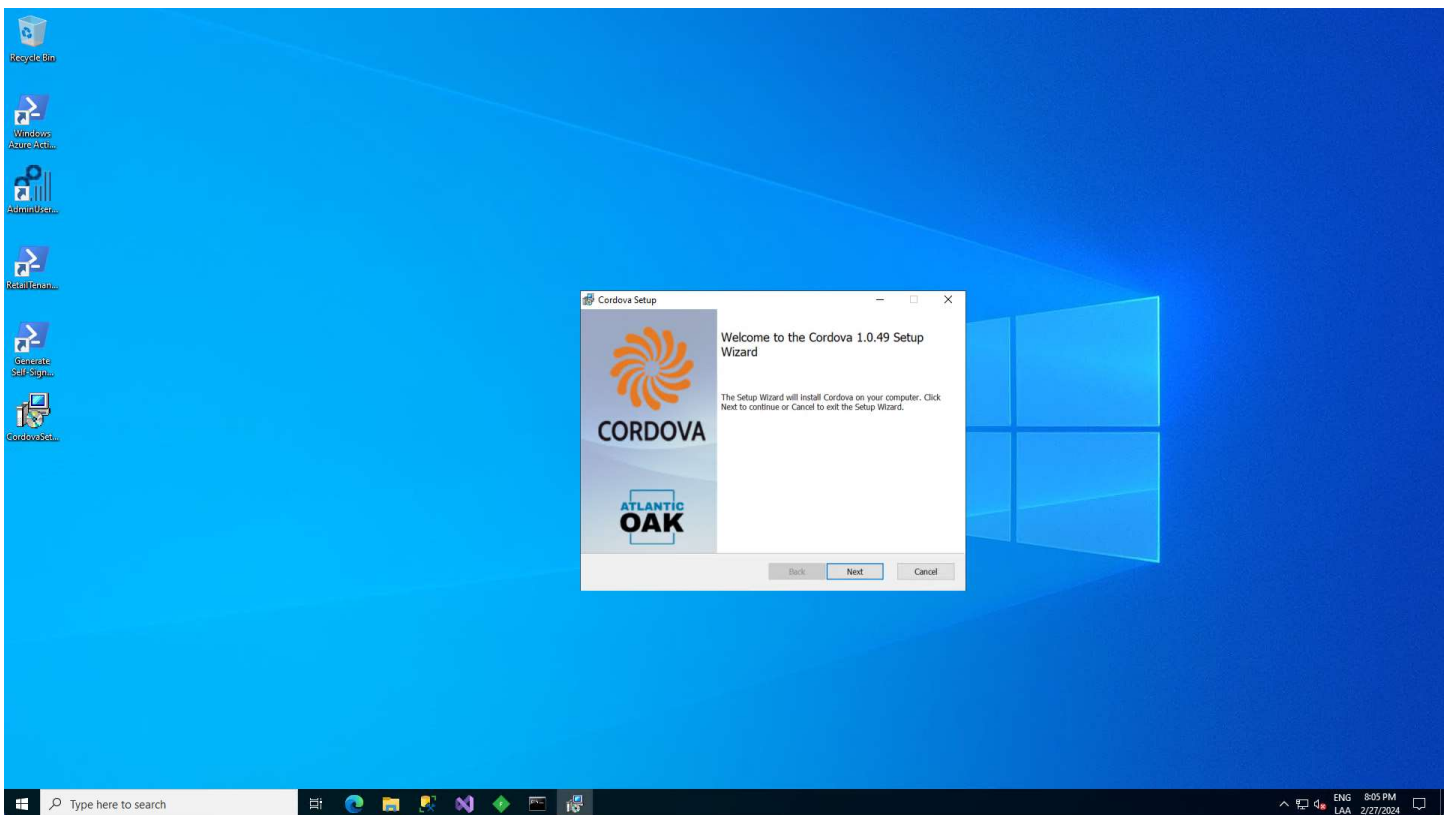 Recycle Bin
Windows
Azure Acti...
AdminUser...
RetailTenan...
Generate
Self-Sign...
CordovaSet...
Cordova Setup
Welcome to the Cordova 1.0.49 Setup
Wizard
The Setup Wizard will install Cordova on your computer. Click
Next to continue or Cancel to exit the Setup Wizard.
CORDOVA
ATLANTIC
OAK
Back
Next
Cancel
Type here to search
ENG
LAA
8:05 PM
2/27/2024